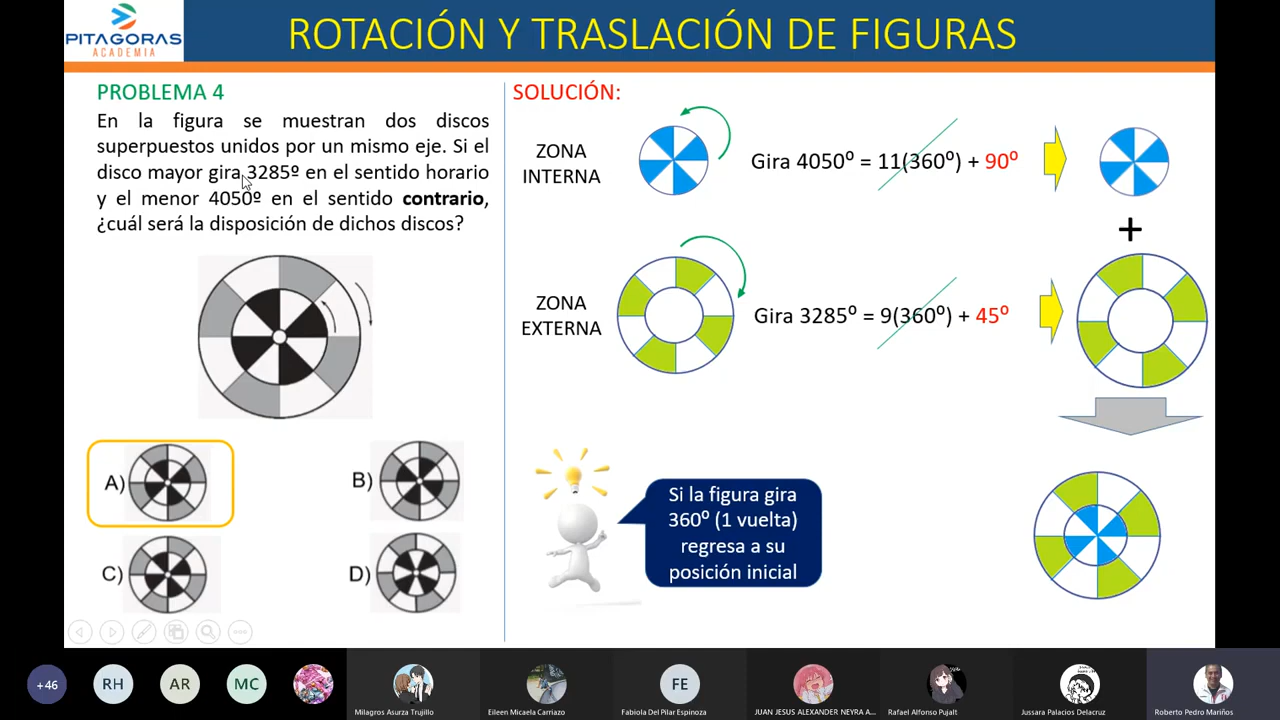 PITAGORAS
ACADEMIA
ROTACIÓN Y TRASLACIÓN DE FIGURAS
PROBLEMA 4
En la figura se muestran dos discos
superpuestos unidos por un mismo eje. Si el
disco mayor gira 3285º en el sentido horario
y el menor 4050º en el sentido contrario,
¿cuál será la disposición de dichos discos?
A)
B)
C)
D)
SOLUCIÓN:
ZONA
INTERNA
Gira 4050º = 11(360º) + 90º
+
ZONA
EXTERNA
Gira 3285º = 9(360º) + 45º
Si la figura gira
360º (1 vuelta)
regresa a su
posición inicial
+46
RH
AR
MC
Milagros Asurza Trujillo
Eileen Micaela Carriazo
FE
Fabiola Del Pilar Espinoza
JUAN JESUS ALEXANDER NEYRA A...
Rafael Alfonso Pujalt
Jussara Palacios Delacruz
Roberto Pedro Mariños